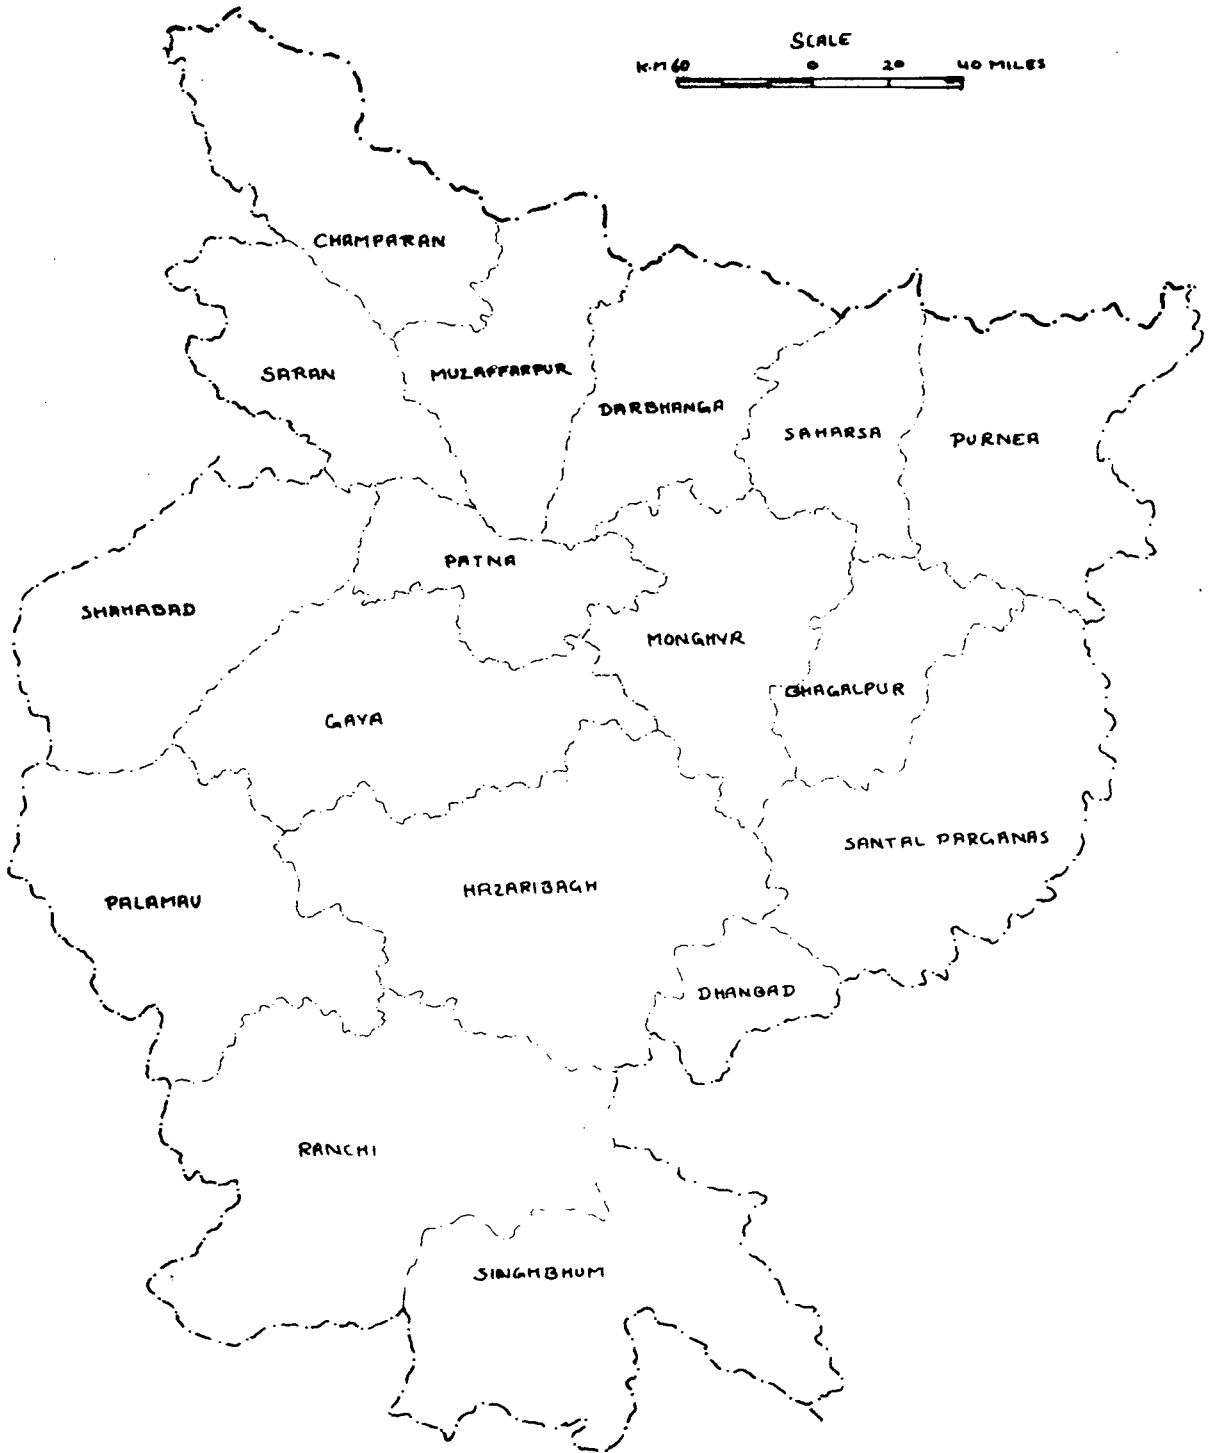 SCALE
K.M 60 0 20 40 MILES
CHAMPARAN
SARAN
MUZAFFARPUR
DARBHANGA
SAHARSA
PURNEA
PATNA
SHAHABAD
MONGHYR
BHAGALPUR
GAYA
SANTAL PARGANAS
HAZARIBAGH
PALAMAU
DHANBAD
RANCHI
SINGHBHUM